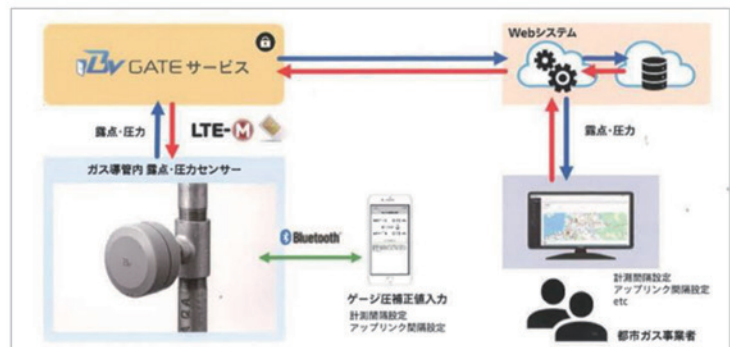 Bv GATE サービス
Webシステム
露点・圧力
LTE-M
露点・圧力
ガス導管内 露点・圧力センサー
Bluetooth
ゲージ圧補正値入力
計測間隔設定
アップリンク間隔設定
計測間隔設定
アップリンク間隔設定
etc
都市ガス事業者